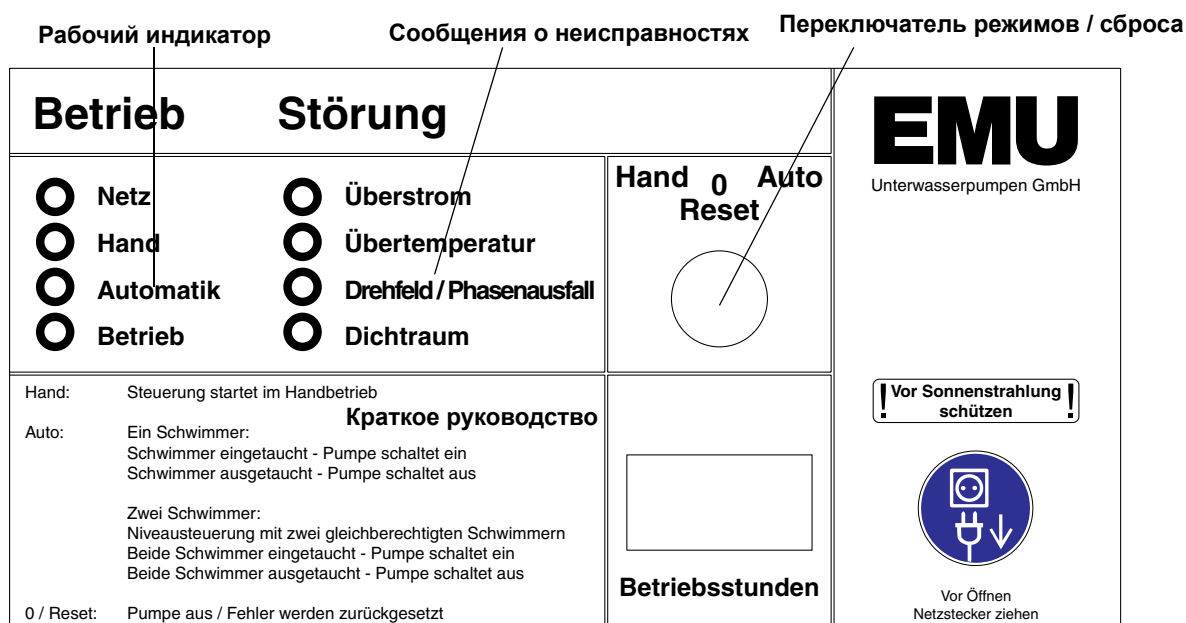 Рабочий индикатор
Сообщения о неисправностях
Переключатель режимов / сброса
Betrieb
Störung
Netz
Hand
Automatik
Betrieb
Überstrom
Übertemperatur
Drehfeld / Phasenausfall
Dichtraum
Hand 0 Auto
Reset
EMU
Unterwasserpumpen GmbH
Hand: Steuerung startet im Handbetrieb
Краткое руководство
Auto: Ein Schwimmer:
Schwimmer eingetaucht - Pumpe schaltet ein
Schwimmer ausgetaucht - Pumpe schaltet aus
Zwei Schwimmer:
Niveausteuerung mit zwei gleichberechtigten Schwimmern
Beide Schwimmer eingetaucht - Pumpe schaltet ein
Beide Schwimmer ausgetaucht - Pumpe schaltet aus
0 / Reset: Pumpe aus / Fehler werden zurückgesetzt
Betriebsstunden
! Vor Sonnenstrahlung !
schützen
Vor Öffnen
Netzstecker ziehen